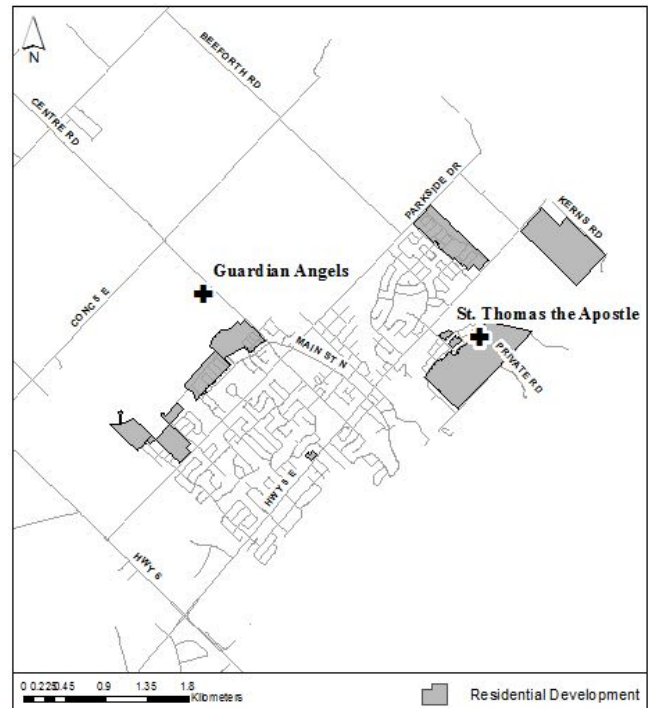 N
BEEFORTH RD
CENTRE RD
PARKSIDE DR
KERNS RD
Guardian Angels
CONC 5 E
St. Thomas the Apostle
MAIN ST N
PRIVATE RD
HWY 5 E
HWY 6
0 0.225 0.45 0.9 1.35 1.8
Kilometers
Residential Development